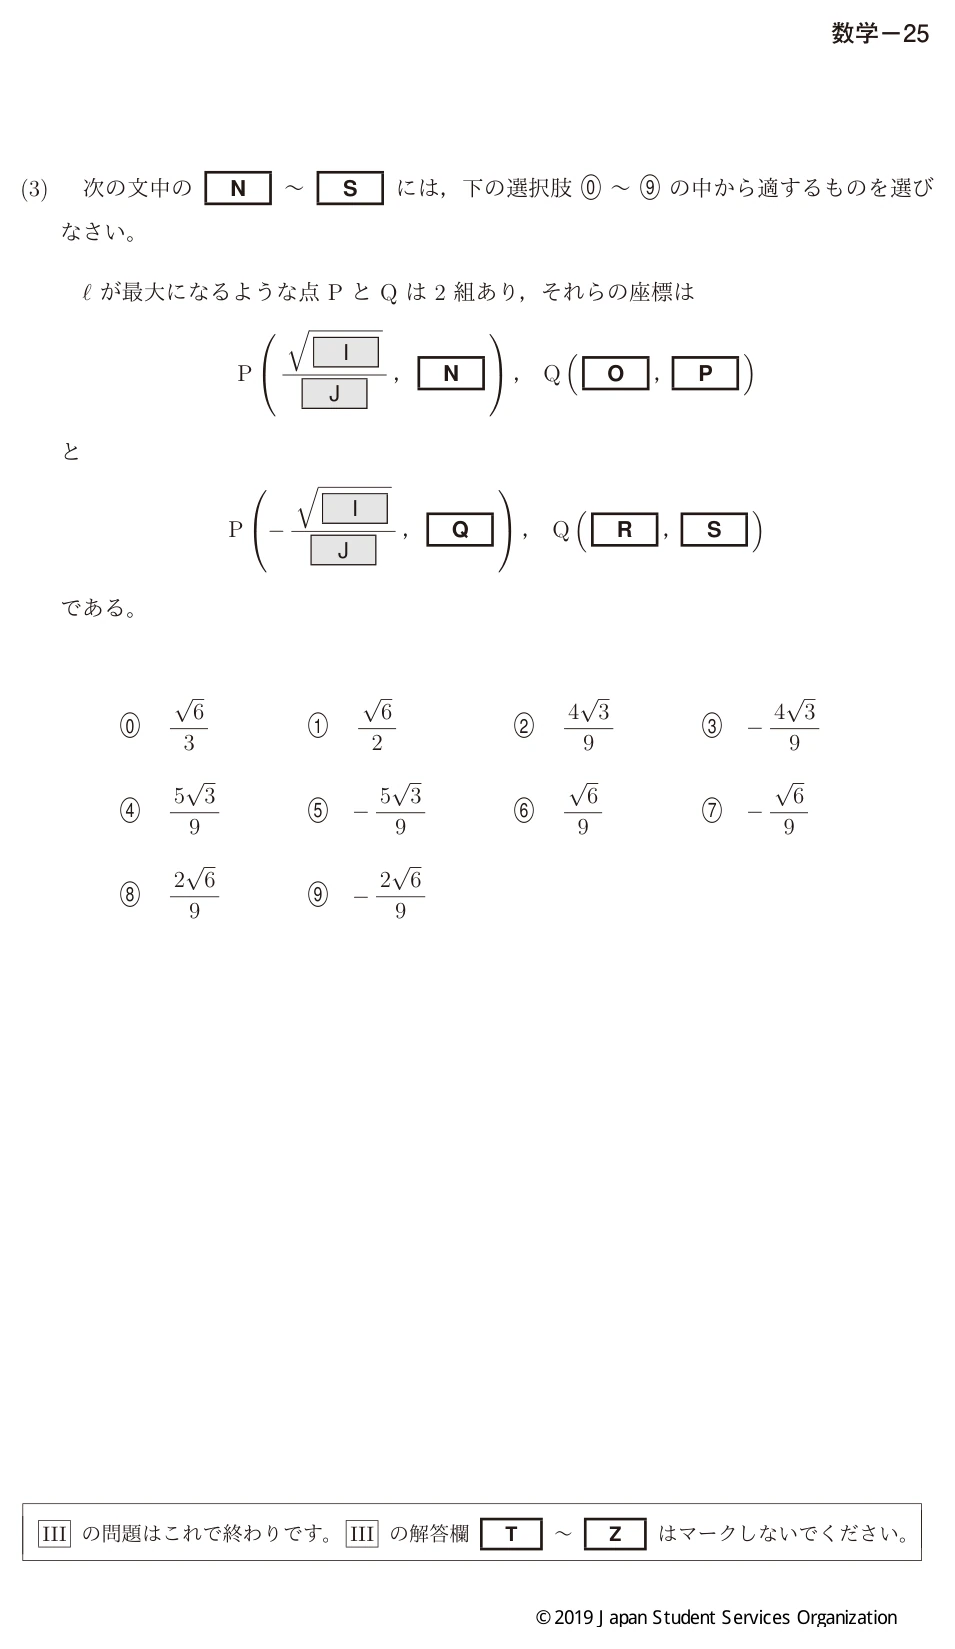 数学－25
(3) 次の文中の N ～ S には，下の選択肢 ⓪ ～ ⑨ の中から適するものを選び
なさい。
ℓ が最大になるような点 P と Q は 2 組あり，それらの座標は
P(√I/J, N), Q(O, P)
と
P(−√I/J, Q), Q(R, S)
である。
⓪ √6/3 ① √6/2 ② 4√3/9 ③ −4√3/9
④ 5√3/9 ⑤ −5√3/9 ⑥ √6/9 ⑦ −√6/9
⑧ 2√6/9 ⑨ −2√6/9
III の問題はこれで終わりです。 III の解答欄 T ～ Z はマークしないでください。
© 2019 Japan Student Services Organization